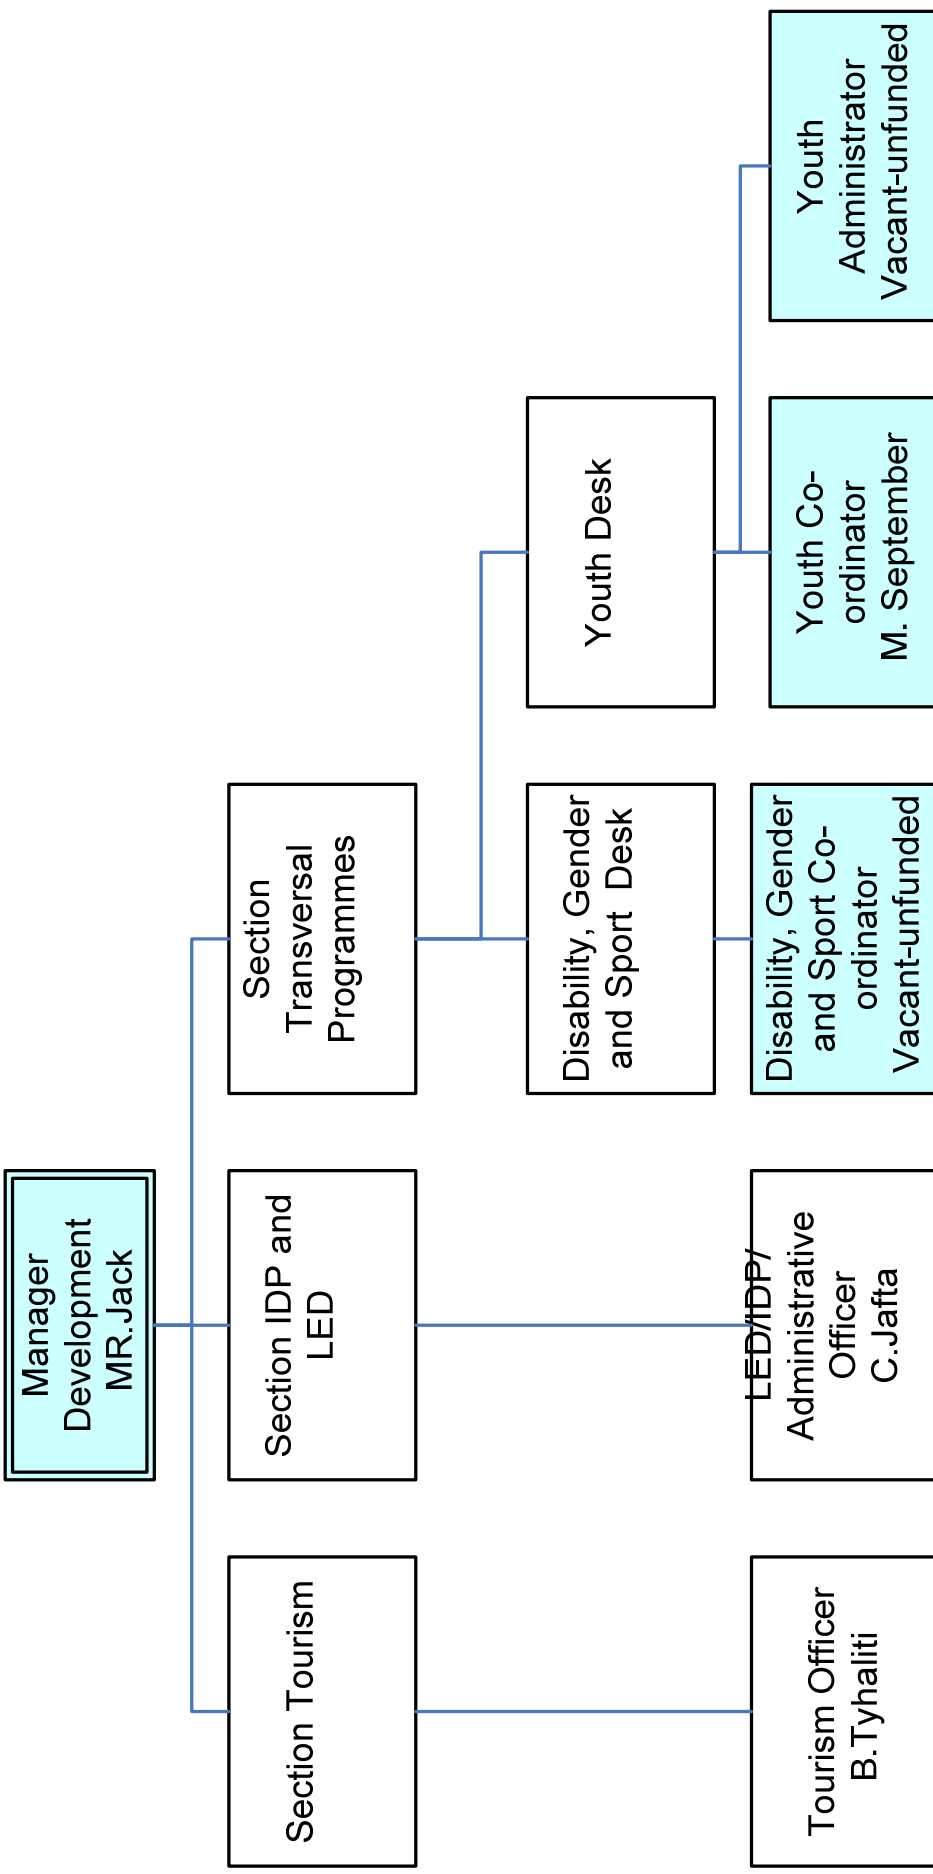 Manager
Development
MR.Jack
Section Tourism
Section IDP and
LED
Section
Transversal
Programmes
Disability, Gender
and Sport Desk
Youth Desk
Tourism Officer
B.Tyhaliti
LED/IDP/
Administrative
Officer
C.Jafta
Disability, Gender
and Sport Co-
ordinator
Vacant-unfunded
Youth Co-
ordinator
M. September
Youth
Administrator
Vacant-unfunded